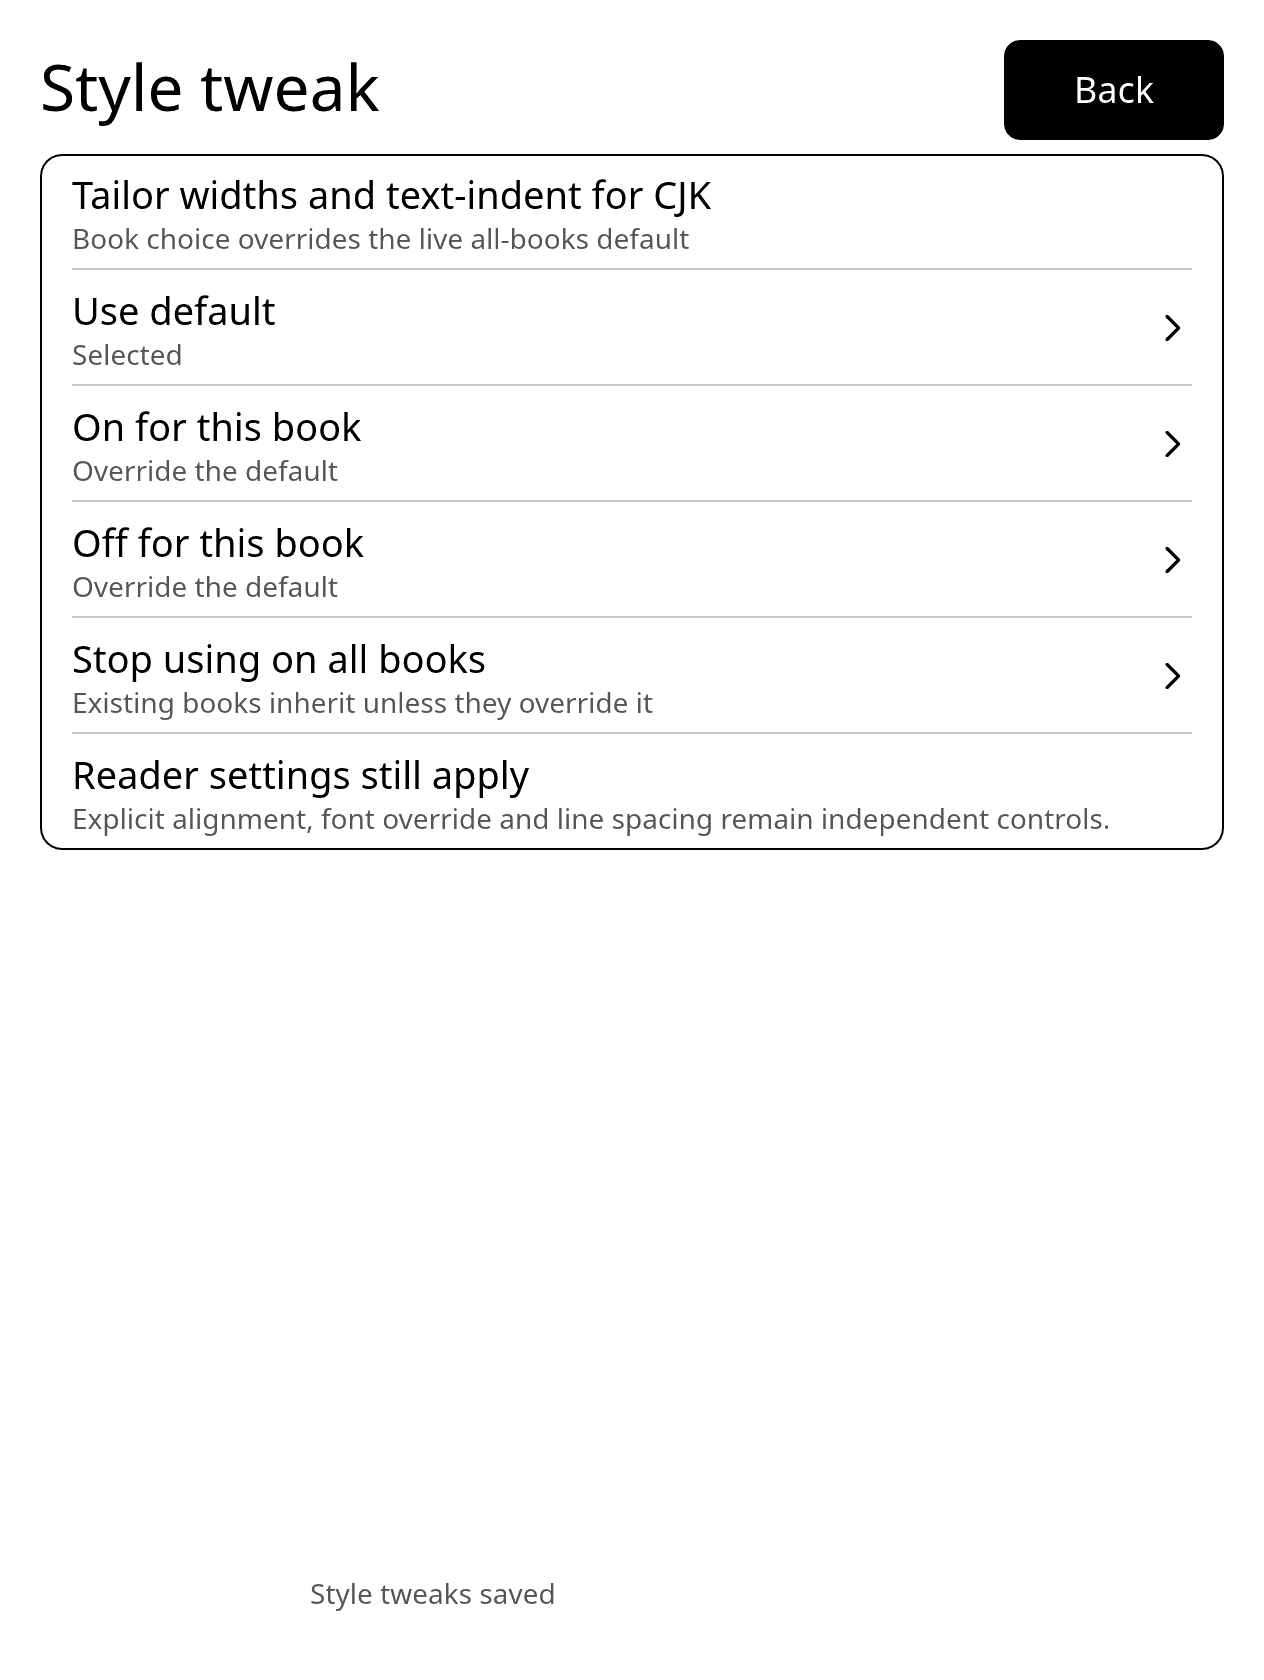 Style tweak
Back
Tailor widths and text-indent for CJK
Book choice overrides the live all-books default
Use default
Selected
On for this book
Override the default
Off for this book
Override the default
Stop using on all books
Existing books inherit unless they override it
Reader settings still apply
Explicit alignment, font override and line spacing remain independent controls.
Style tweaks saved